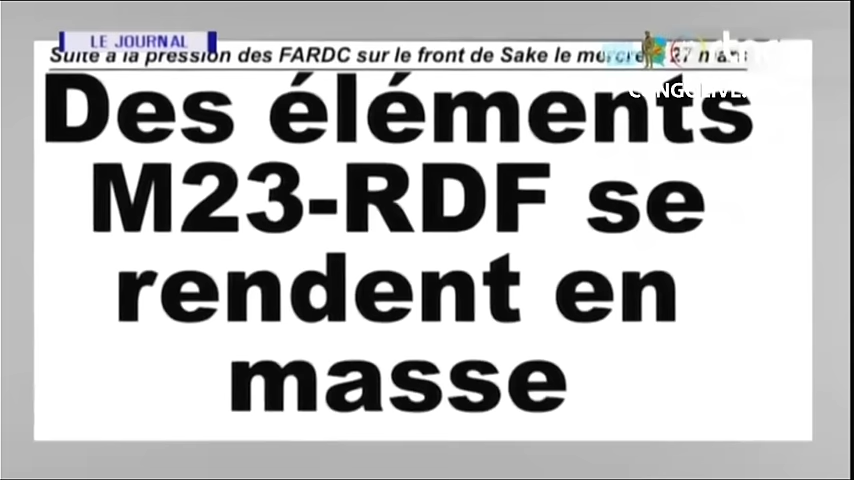 LE JOURNAL
Suite à la pression des FARDC sur le front de Sake le 27
Des éléments
M23-RDF se
rendent en
masse